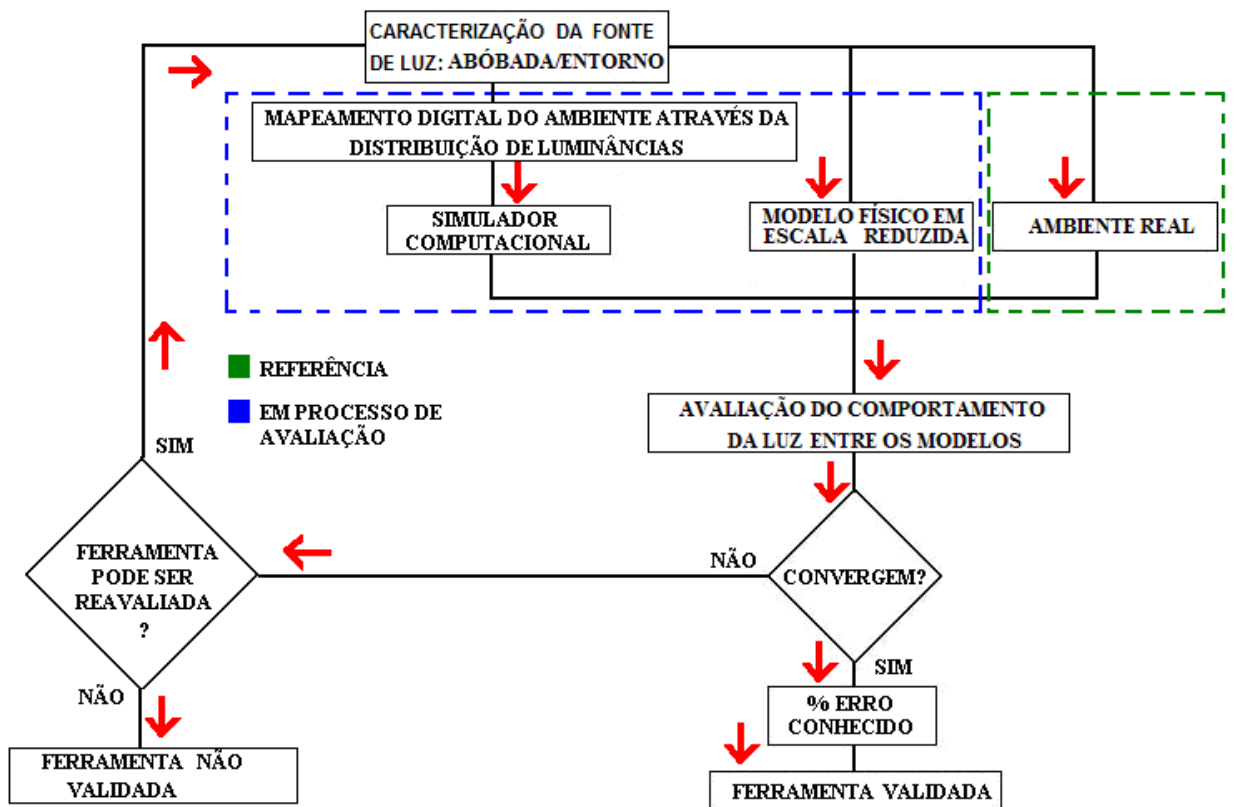 CARACTERIZAÇÃO DA FONTE
DE LUZ: ABÓBADA/ENTORNO
MAPEAMENTO DIGITAL DO AMBIENTE ATRAVÉS DA
DISTRIBUIÇÃO DE LUMINÂNCIAS
SIMULADOR
COMPUTACIONAL
MODELO FÍSICO EM
ESCALA REDUZIDA
AMBIENTE REAL
REFERÊNCIA
EM PROCESSO DE
AVALIAÇÃO
AVALIAÇÃO DO COMPORTAMENTO
DA LUZ ENTRE OS MODELOS
SIM
FERRAMENTA
PODE SER
REAVALIADA
?
NÃO
CONVERGEM?
SIM
NÃO
% ERRO
CONHECIDO
FERRAMENTA NÃO
VALIDADA
FERRAMENTA VALIDADA